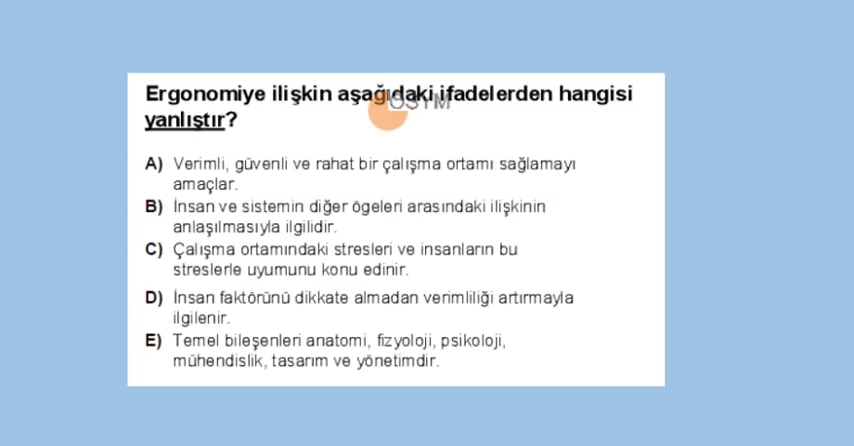 Ergonomiye ilişkin aşağıdaki ifadelerden hangisi
yanlıştır?
ÖSYM
A) Verimli, güvenli ve rahat bir çalışma ortamı sağlamayı
amaçlar.
B) İnsan ve sistemin diğer ögeleri arasındaki ilişkinin
anlaşılmasıyla ilgilidir.
C) Çalışma ortamındaki stresleri ve insanların bu
streslerle uyumunu konu edinir.
D) İnsan faktörünü dikkate almadan verimliliği artırmayla
ilgilenir.
E) Temel bileşenleri anatomi, fizyoloji, psikoloji,
mühendislik, tasarım ve yönetimdir.